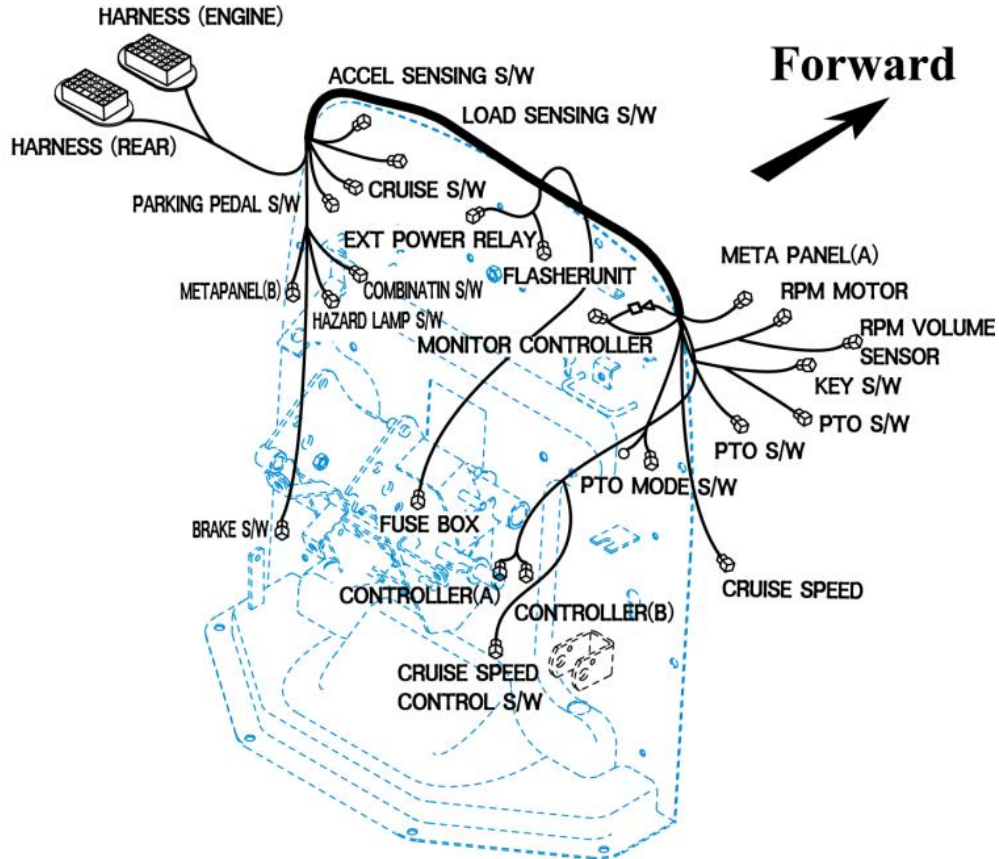 HARNESS (ENGINE)
Forward
ACCEL SENSING S/W
LOAD SENSING S/W
HARNESS (REAR)
CRUISE S/W
PARKING PEDAL S/W
EXT POWER RELAY
META PANEL(A)
FLASHERUNIT
METAPANEL(B)
COMBINATIN S/W
RPM MOTOR
HAZARD LAMP S/W
RPM VOLUME
SENSOR
MONITOR CONTROLLER
KEY S/W
PTO S/W
PTO S/W
PTO MODE S/W
BRAKE S/W
FUSE BOX
CRUISE SPEED
CONTROLLER(A)
CONTROLLER(B)
CRUISE SPEED
CONTROL S/W